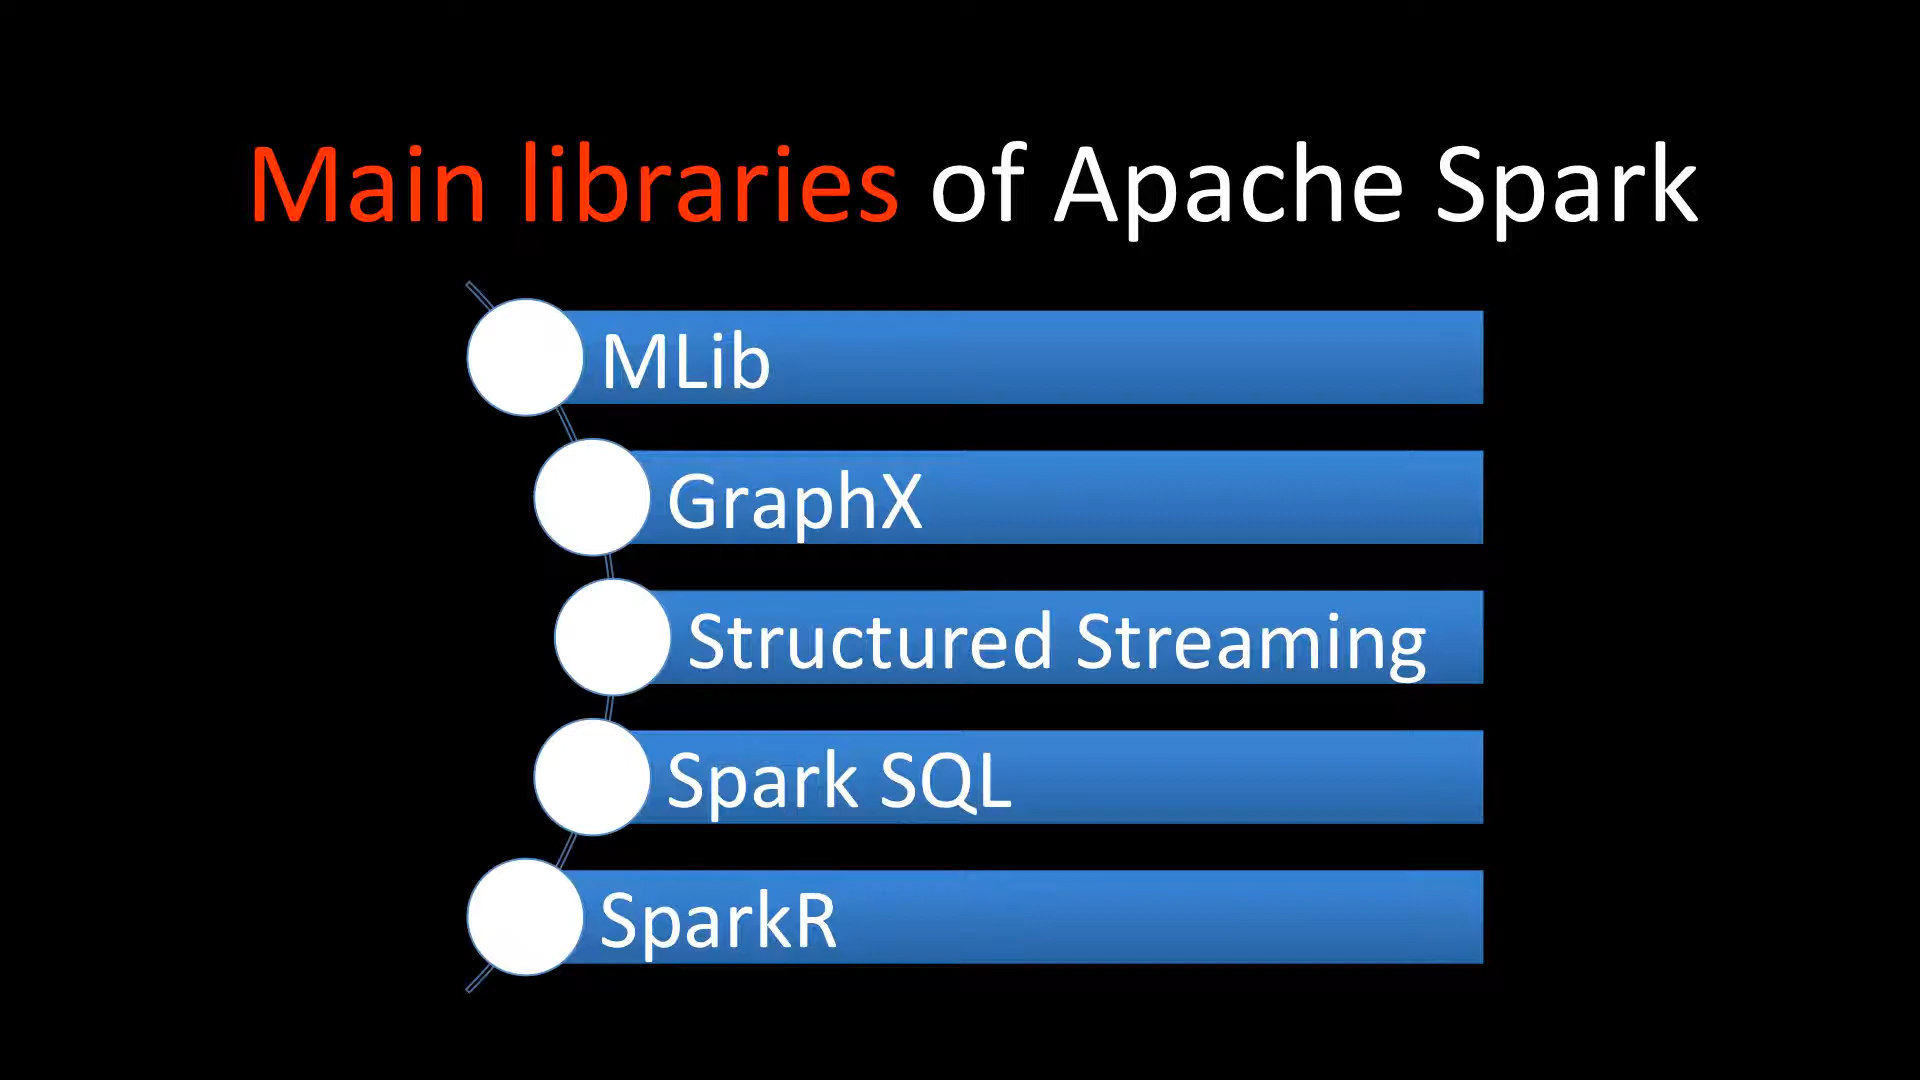 Main libraries of Apache Spark
MLib
GraphX
Structured Streaming
Spark SQL
SparkR